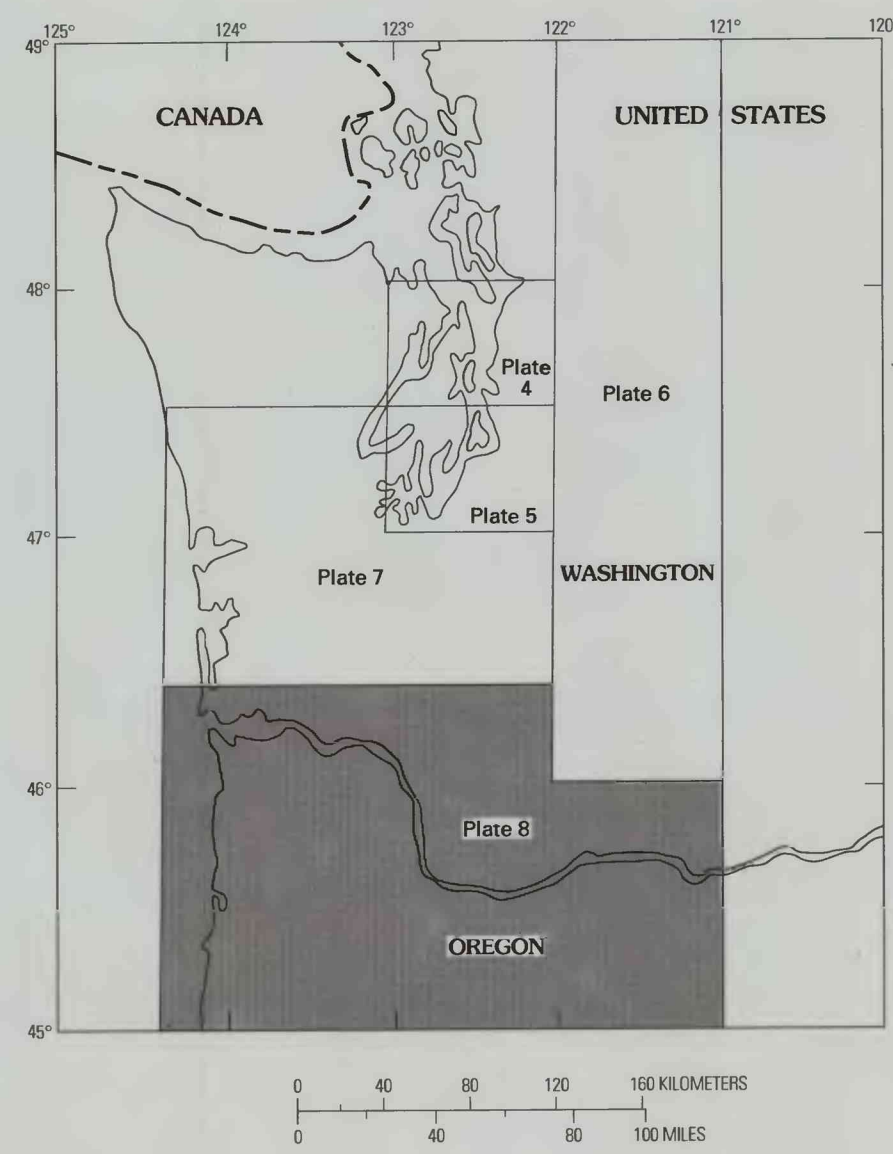 125° 124° 123° 122° 121° 120
49°
CANADA
UNITED STATES
48°
Plate
4
Plate 6
Plate 5
47°
Plate 7
WASHINGTON
46°
Plate 8
OREGON
45°
0 40 80 120 160 KILOMETERS
0 40 80 100 MILES